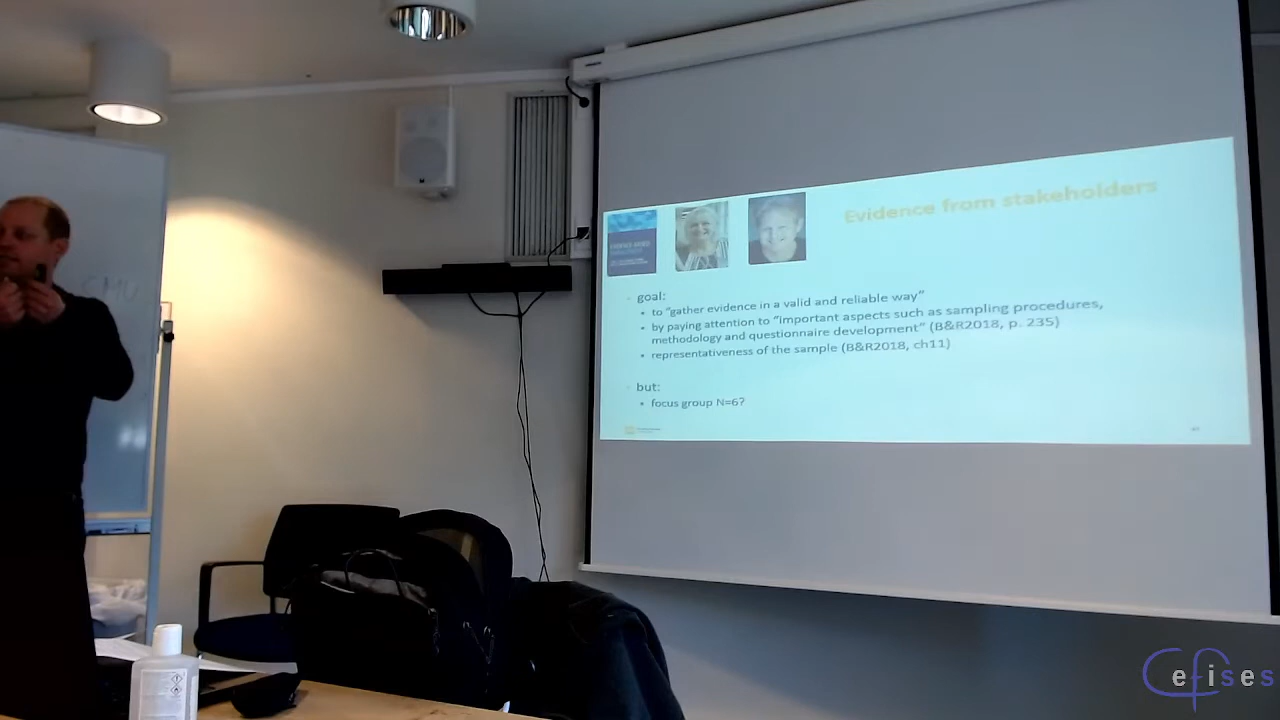 Evidence from stakeholders
goal:
• to "gather evidence in a valid and reliable way"
• by paying attention to "important aspects such as sampling procedures,
methodology and questionnaire development" (B&R2018, p. 235)
• representativeness of the sample (B&R2018, ch11)
but:
• focus group N=6?
efises